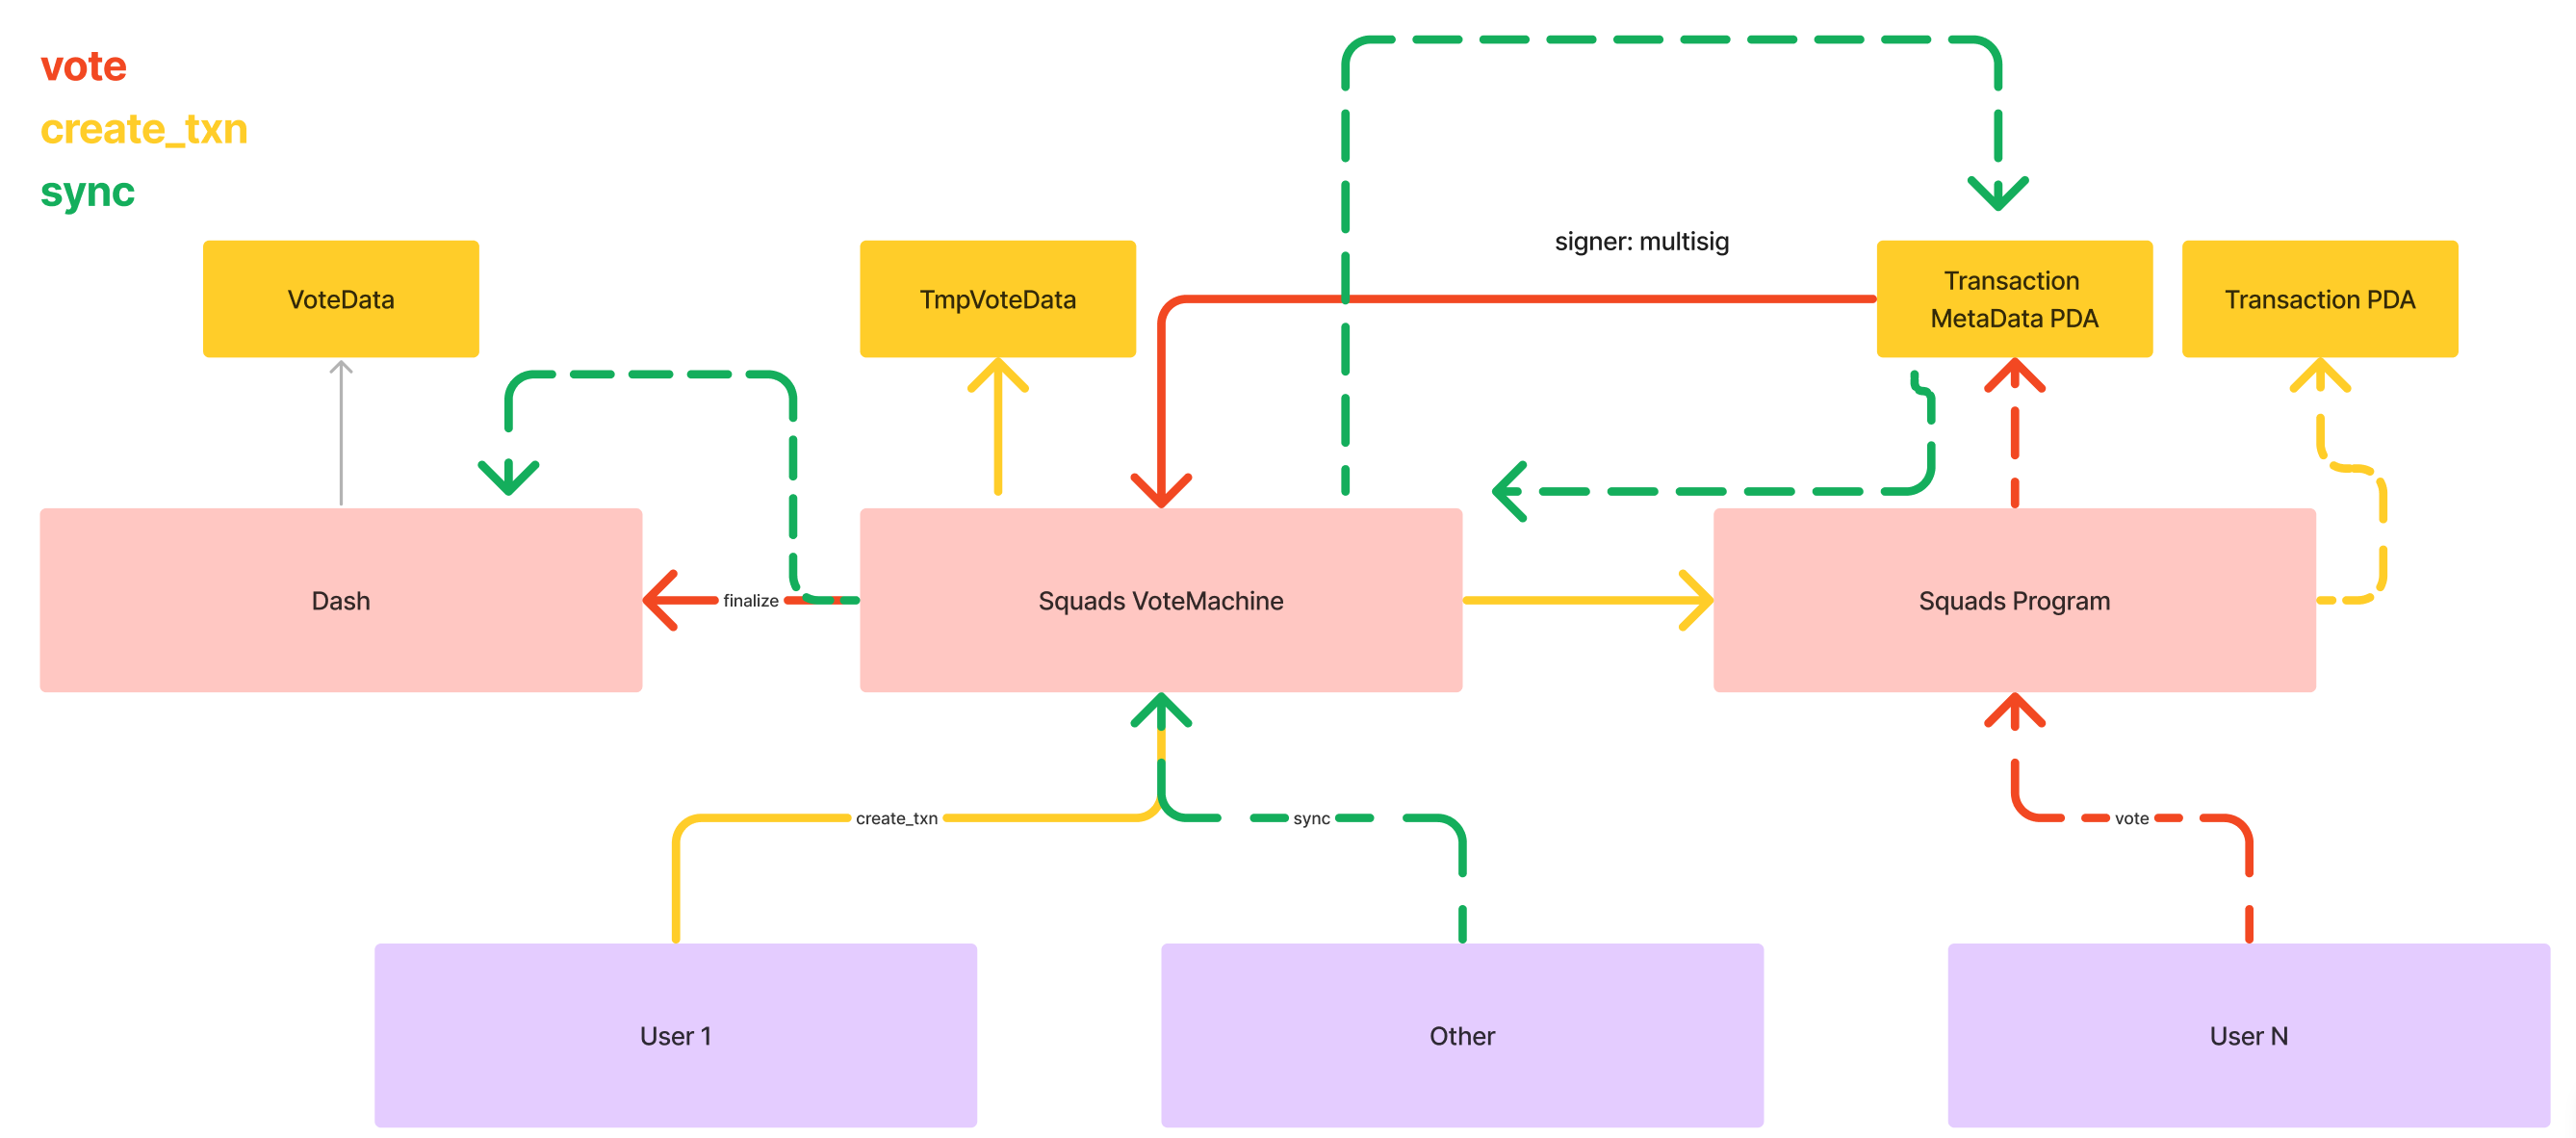 vote
create_txn
sync
signer: multisig
VoteData
TmpVoteData
Transaction
MetaData PDA
Transaction PDA
Dash
finalize
Squads VoteMachine
Squads Program
create_txn
sync
vote
User 1
Other
User N